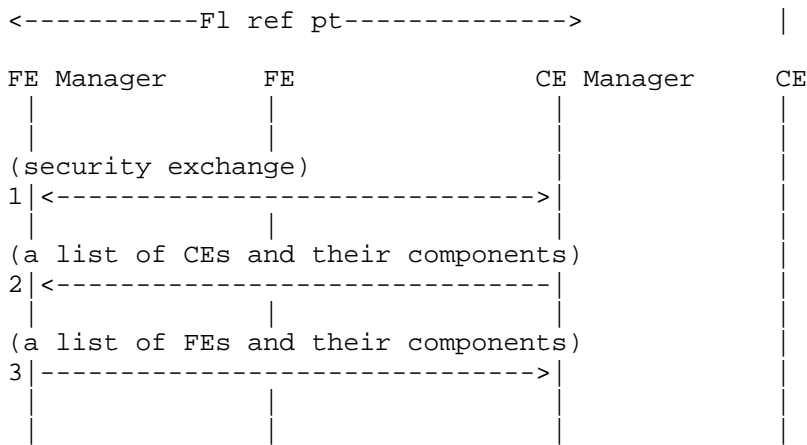 <-----------Fl ref pt-------------->            |
FE Manager      FE                CE Manager     CE
 |              |                 |              |
 |              |                 |              |
(security exchange)               |              |
1|<------------------------------>|              |
 |              |                 |              |
(a list of CEs and their components)             |
2|<-------------------------------|              |
 |              |                 |              |
(a list of FEs and their components)             |
3|------------------------------->|              |
 |              |                 |              |
 |              |                 |              |